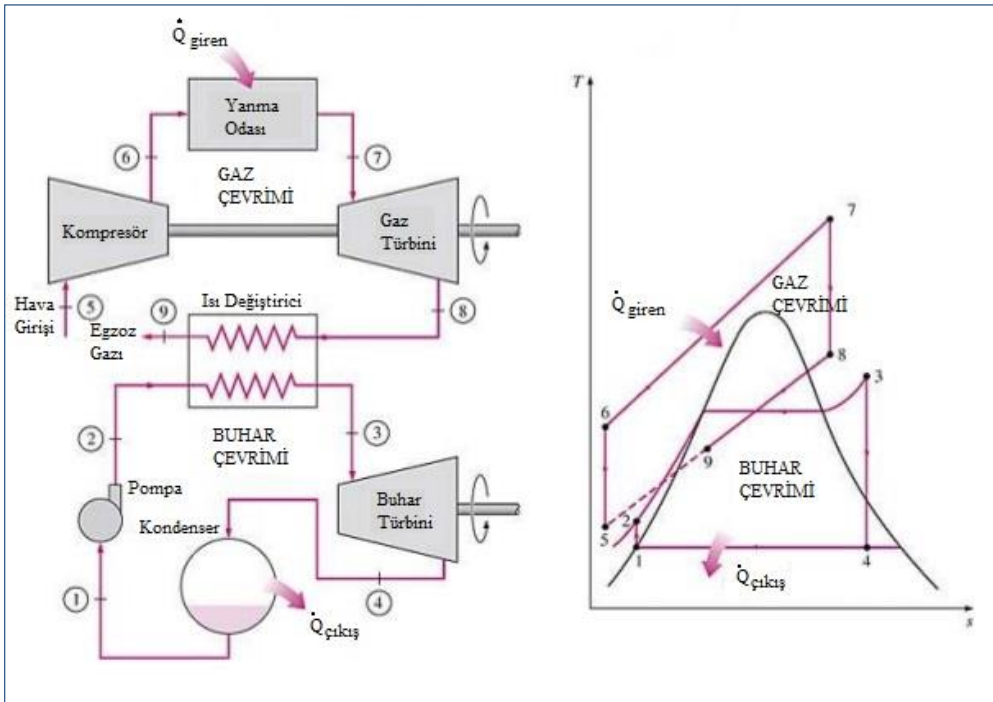 Q̇ giren
Yanma
Odası
6
7
GAZ
ÇEVRİMİ
Kompresör
Gaz
Türbini
Hava
Girişi
5
9
Isı Değiştirici
8
Egzoz
Gazı
2
3
BUHAR
ÇEVRİMİ
Pompa
Kondenser
Buhar
Türbini
1
4
Q̇çıkış
T
7
GAZ
ÇEVRİMİ
Q̇ giren
8
3
6
9
BUHAR
ÇEVRİMİ
5
2
1
4
Q̇çıkış
s